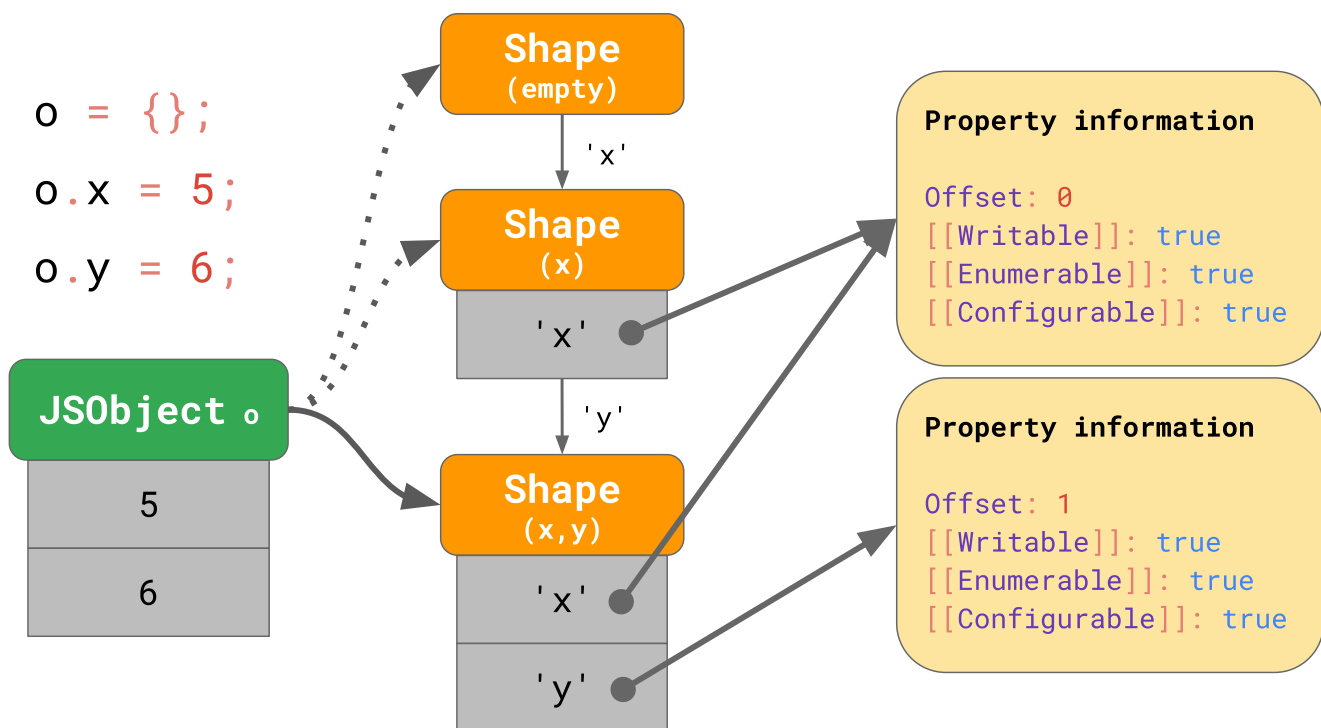 o = {};
o.x = 5;
o.y = 6;
JSObject o
5
6
Shape
(empty)
'x'
Shape
(x)
'x'
'y'
Shape
(x,y)
'x'
'y'
Property information
Offset: 0
[[Writable]]: true
[[Enumerable]]: true
[[Configurable]]: true
Property information
Offset: 1
[[Writable]]: true
[[Enumerable]]: true
[[Configurable]]: true